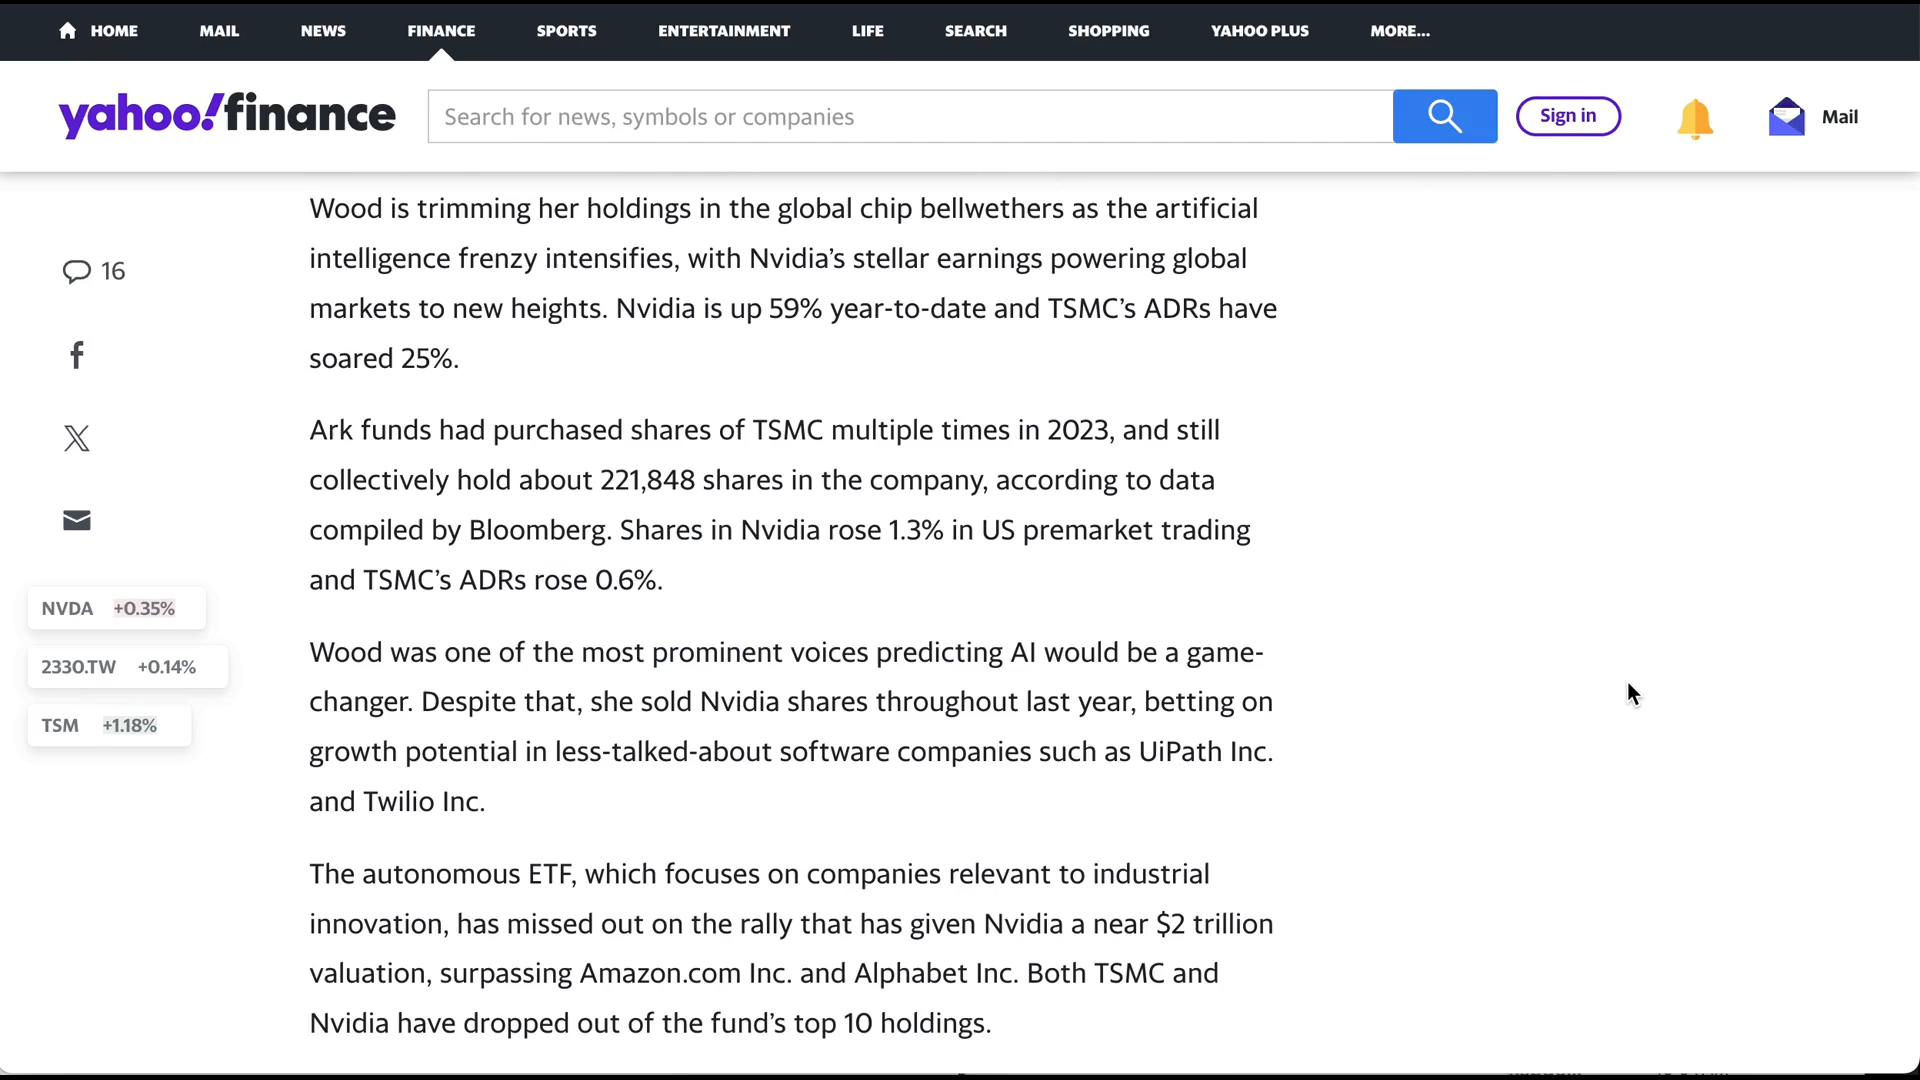 HOME MAIL NEWS FINANCE SPORTS ENTERTAINMENT LIFE SEARCH SHOPPING YAHOO PLUS MORE...
yahoo!finance Search for news, symbols or companies Sign in Mail
16
NVDA +0.35%
2330.TW +0.14%
TSM +1.18%
Wood is trimming her holdings in the global chip bellwethers as the artificial
intelligence frenzy intensifies, with Nvidia’s stellar earnings powering global
markets to new heights. Nvidia is up 59% year-to-date and TSMC’s ADRs have
soared 25%.
Ark funds had purchased shares of TSMC multiple times in 2023, and still
collectively hold about 221,848 shares in the company, according to data
compiled by Bloomberg. Shares in Nvidia rose 1.3% in US premarket trading
and TSMC’s ADRs rose 0.6%.
Wood was one of the most prominent voices predicting AI would be a game-
changer. Despite that, she sold Nvidia shares throughout last year, betting on
growth potential in less-talked-about software companies such as UiPath Inc.
and Twilio Inc.
The autonomous ETF, which focuses on companies relevant to industrial
innovation, has missed out on the rally that has given Nvidia a near $2 trillion
valuation, surpassing Amazon.com Inc. and Alphabet Inc. Both TSMC and
Nvidia have dropped out of the fund’s top 10 holdings.